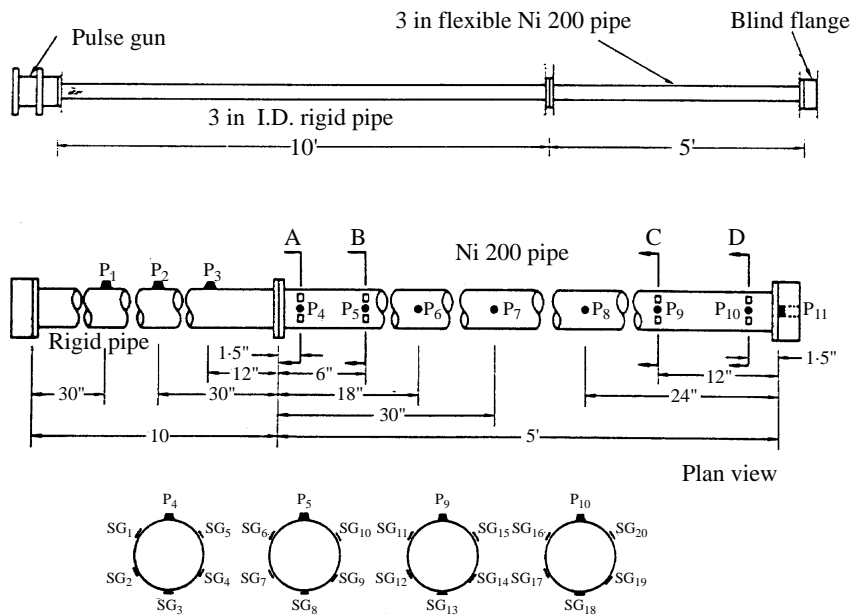 3 in flexible Ni 200 pipe
Blind flange
Pulse gun
3 in I.D. rigid pipe
10'
5'
A
B
C
D
Ni 200 pipe
P1
P2
P3
P4
P5
P6
P7
P8
P9
P10
P11
Rigid pipe
1·5"
1·5"
12"
6"
12"
30"
30"
18"
24"
30"
10
5'
Plan view
P4
P5
P9
P10
SG1
SG5
SG6
SG10
SG11
SG15
SG16
SG20
SG2
SG4
SG7
SG9
SG12
SG14
SG17
SG19
SG3
SG8
SG13
SG18